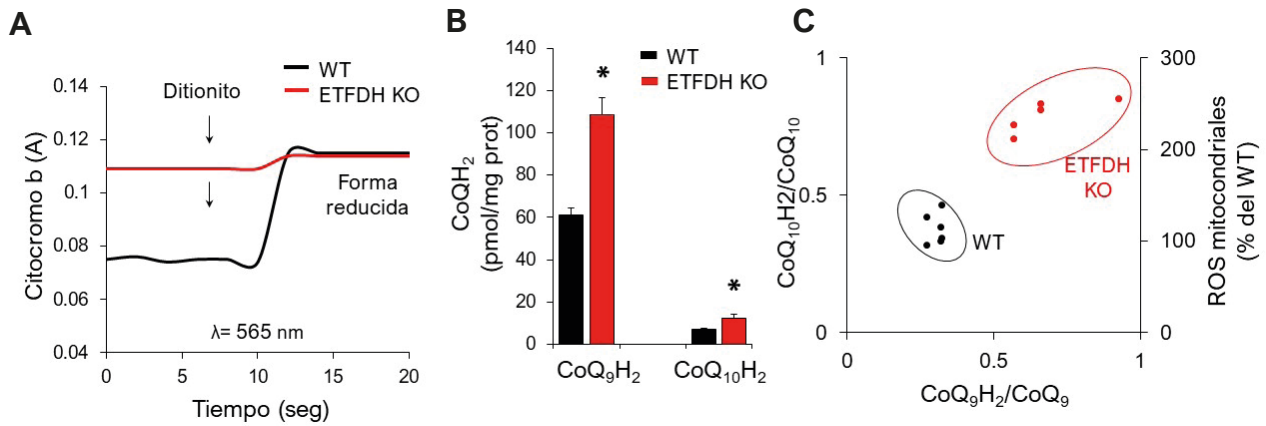 A
WT
ETFDH KO
Citocromo b (A)
0.14
0.12
0.1
0.08
0.06
0.04
Ditionito
Forma
reducida
λ= 565 nm
0
5
10
15
20
Tiempo (seg)
B
WT
ETFDH KO
CoQH₂
(pmol/mg prot)
140
120
100
80
60
40
20
0
*
*
CoQ₉H₂
CoQ₁₀H₂
C
CoQ₁₀H2/CoQ₁₀
1
0.5
0
ETFDH
KO
WT
300
200
100
0
ROS mitocondriales
(% del WT)
0
0.5
1
CoQ₉H₂/CoQ₉